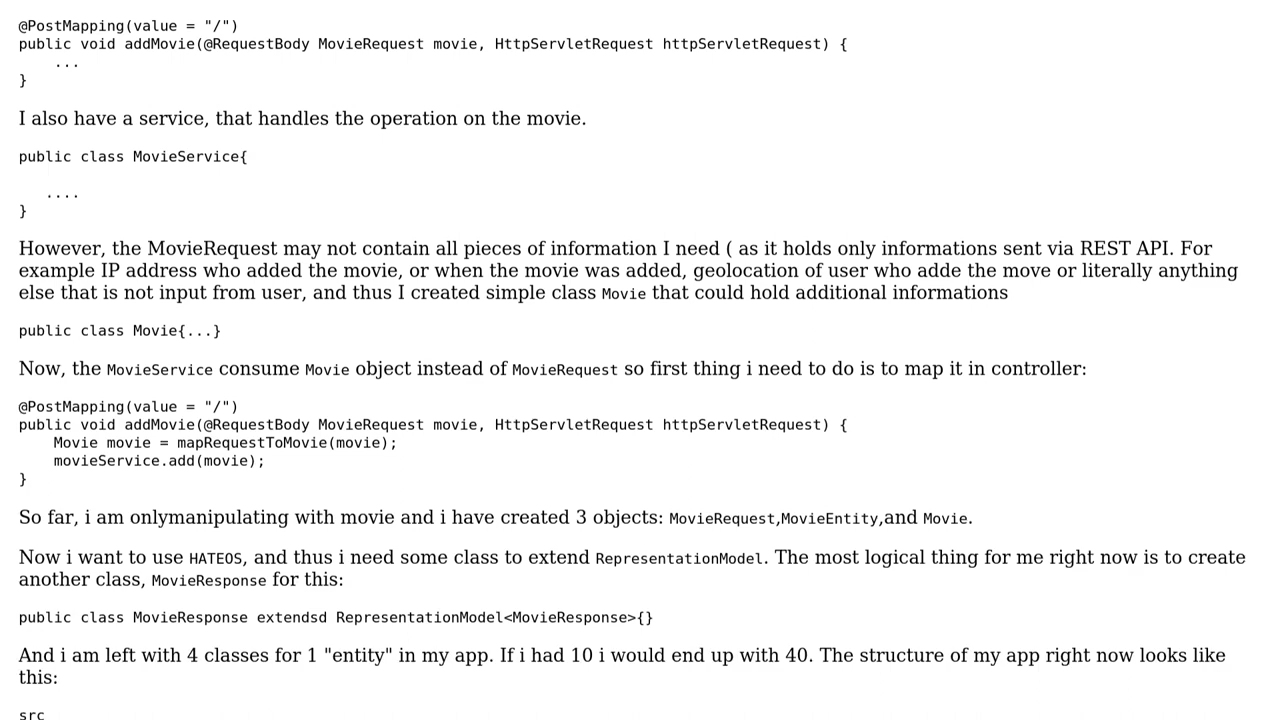 @PostMapping(value = "/")
public void addMovie(@RequestBody MovieRequest movie, HttpServletRequest httpServletRequest) {
    ...
}
I also have a service, that handles the operation on the movie.
public class MovieService{
   ....
}
However, the MovieRequest may not contain all pieces of information I need ( as it holds only informations sent via REST API. For
example IP address who added the movie, or when the movie was added, geolocation of user who adde the move or literally anything
else that is not input from user, and thus I created simple class Movie that could hold additional informations
public class Movie{...}
Now, the MovieService consume Movie object instead of MovieRequest so first thing i need to do is to map it in controller:
@PostMapping(value = "/")
public void addMovie(@RequestBody MovieRequest movie, HttpServletRequest httpServletRequest) {
    Movie movie = mapRequestToMovie(movie);
    movieService.add(movie);
}
So far, i am onlymanipulating with movie and i have created 3 objects: MovieRequest,MovieEntity,and Movie.
Now i want to use HATEOS, and thus i need some class to extend RepresentationModel. The most logical thing for me right now is to create
another class, MovieResponse for this:
public class MovieResponse extendsd RepresentationModel<MovieResponse>{}
And i am left with 4 classes for 1 "entity" in my app. If i had 10 i would end up with 40. The structure of my app right now looks like
this:
src